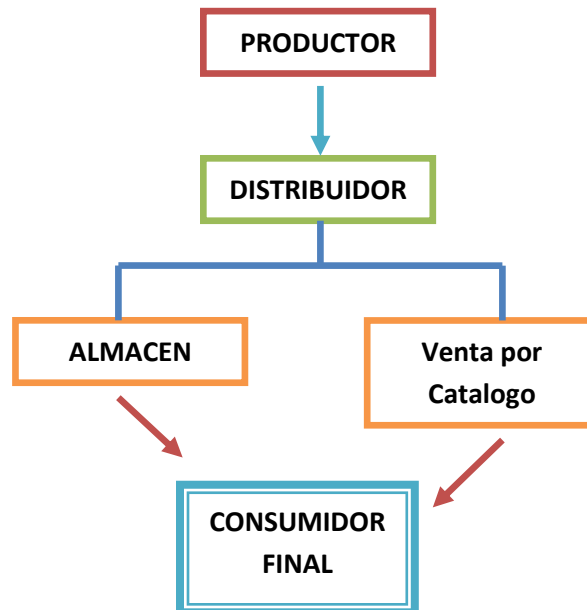 PRODUCTOR
DISTRIBUIDOR
ALMACEN
Venta por
Catalogo
CONSUMIDOR
FINAL